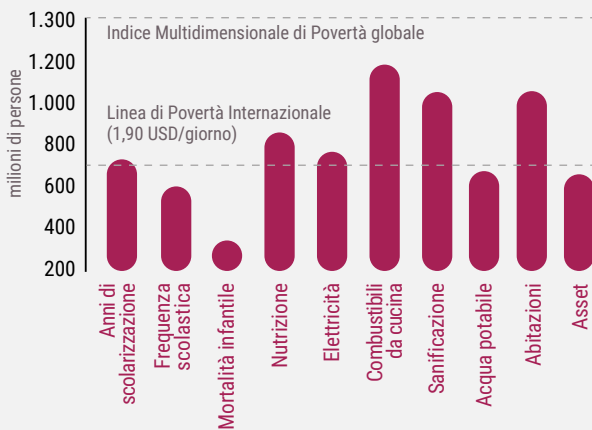 milioni di persone
1.300
1.200
1.000
800
600
400
200
Indice Multidimensionale di Povertà globale
Linea di Povertà Internazionale
(1,90 USD/giorno)
Anni di
scolarizzazione
Frequenza
scolastica
Mortalità infantile
Nutrizione
Elettricità
Combustibili
da cucina
Sanificazione
Acqua potabile
Abitazioni
Asset